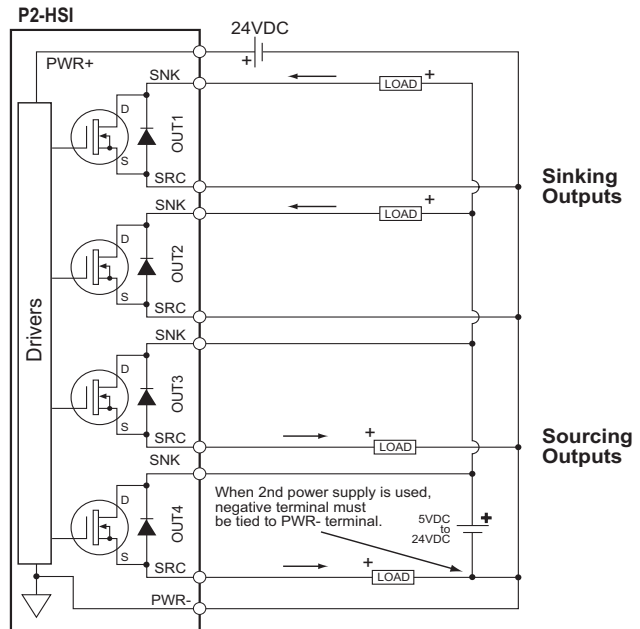 P2-HSI
24VDC
+
PWR+
SNK
LOAD
+
D
S
OUT1
SRC
Sinking
Outputs
SNK
LOAD
+
D
S
OUT2
SRC
Drivers
SNK
D
S
OUT3
SRC
+
LOAD
Sourcing
Outputs
SNK
D
S
OUT4
When 2nd power supply is used,
negative terminal must
be tied to PWR- terminal.
5VDC
to
24VDC
+
SRC
+
LOAD
PWR-